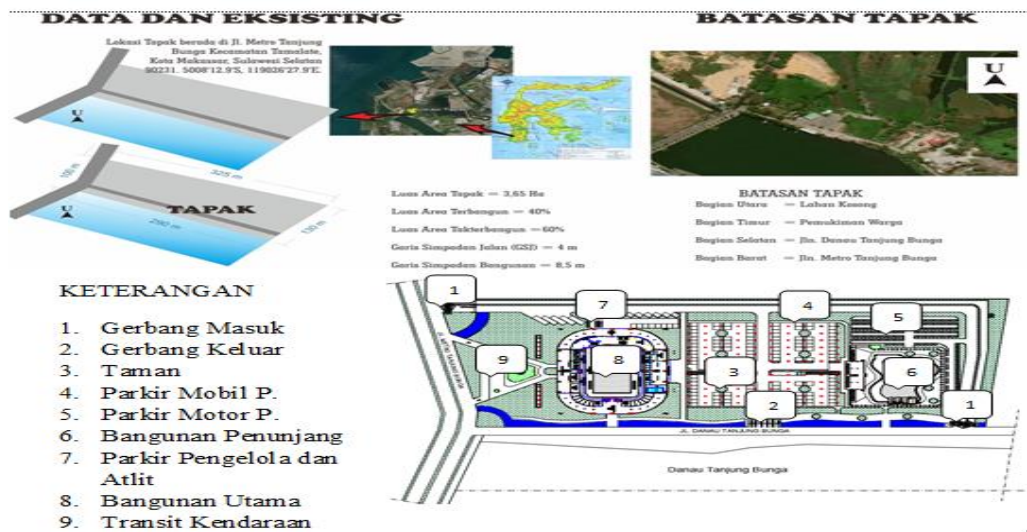 DATA DAN EKSISTING
BATASAN TAPAK
Lokasi Tapak berada di Jl. Metro Tanjung
Bunga Kecamatan Tamalate,
Kota Makassar, Sulawesi Selatan
90231. 5008'12.9"S, 119026'27.9"E.
U
U
100 m
325 m
U
TAPAK
290 m
130 m
Luas Area Tapak = 3,65 Ha
Luas Area Terbangun = 40%
Luas Area Takterbangun = 60%
Garis Simpadan Jalan (GSJ) = 4 m
Garis Simpadan Bangunan = 8,5 m
BATASAN TAPAK
Bagian Utara = Lahan Kosong
Bagian Timur = Pemukiman Warga
Bagian Selatan = Jln. Danau Tanjung Bunga
Bagian Barat = Jln. Metro Tanjung Bunga
KETERANGAN
1. Gerbang Masuk
2. Gerbang Keluar
3. Taman
4. Parkir Mobil P.
5. Parkir Motor P.
6. Bangunan Penunjang
7. Parkir Pengelola dan
Atlit
8. Bangunan Utama
9. Transit Kendaraan
1
7
4
5
9
8
3
6
2
1
JL. METRO TANJUNG BUNGA
JL. DANAU TANJUNG BUNGA
Danau Tanjung Bunga